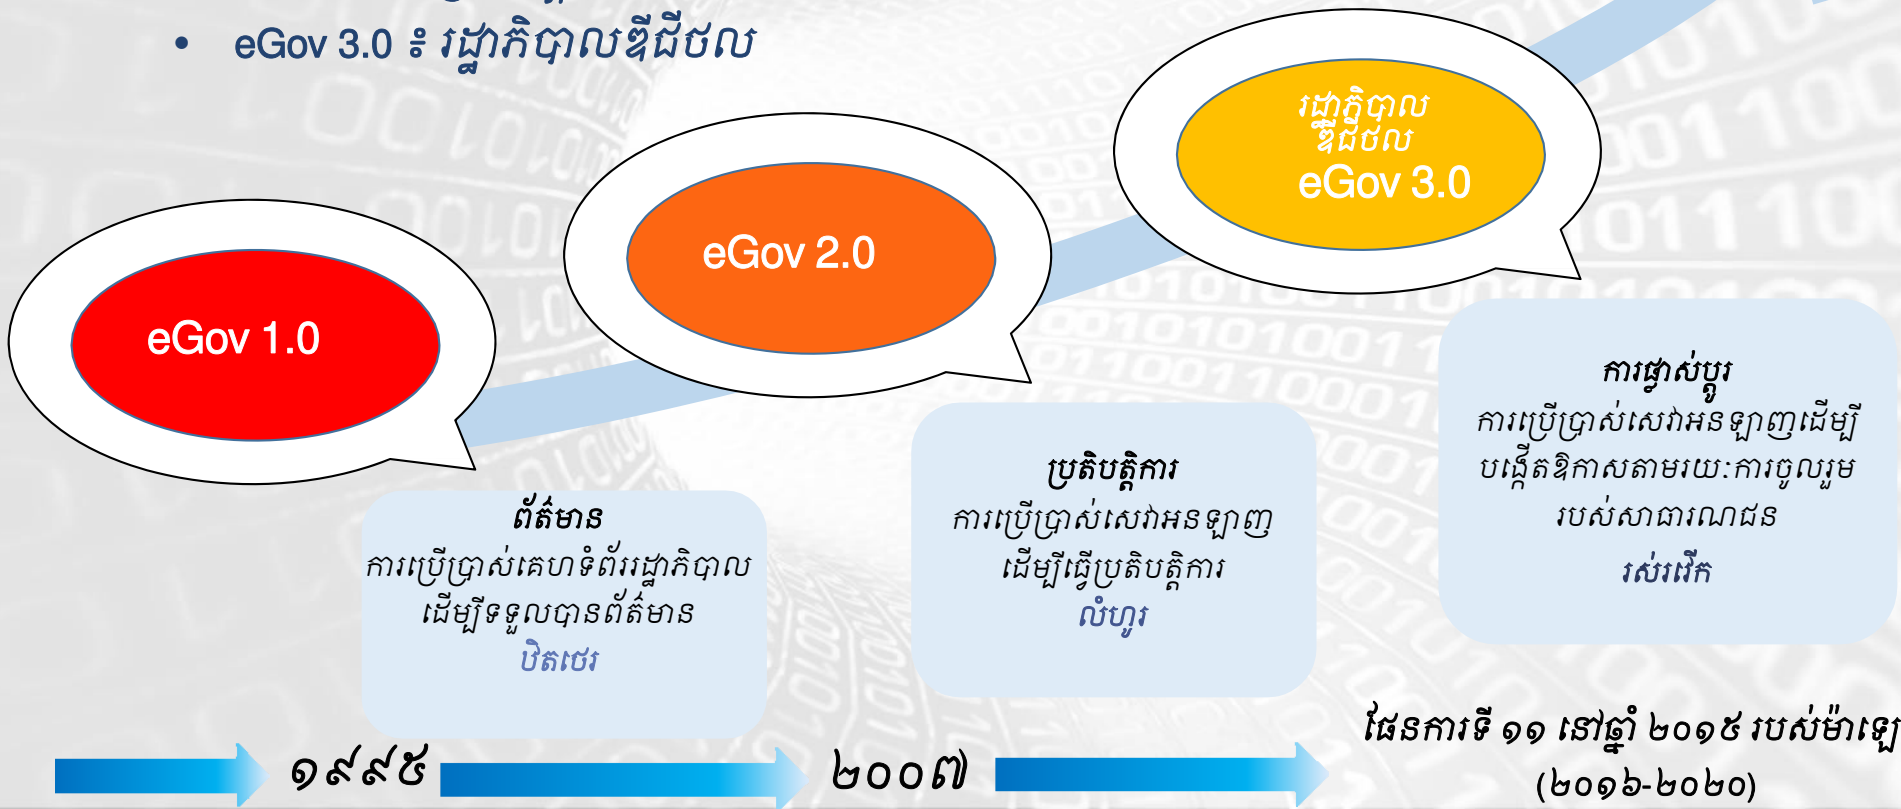 • eGov 3.0 ៖ រដ្ឋាភិបាលឌីជីថល
រដ្ឋាភិបាល
ឌីជីថល
eGov 3.0
eGov 2.0
eGov 1.0
ការផ្លាស់ប្តូរ
ការប្រើប្រាស់សេវាអនឡាញដើម្បី
បង្កើតឱកាសតាមរយៈការចូលរួម
របស់សាធារណជន
រស់រវើក
ប្រតិបត្តិការ
ការប្រើប្រាស់សេវាអនឡាញ
ដើម្បីធ្វើប្រតិបត្តិការ
លំហូរ
ព័ត៌មាន
ការប្រើប្រាស់គេហទំព័ររដ្ឋាភិបាល
ដើម្បីទទួលបានព័ត៌មាន
ឋិតថេរ
១៩៩៥
២០០៧
ផែនការទី ១១ នៅឆ្នាំ ២០១៥ របស់ម៉ាឡេ
(២០១៦-២០២០)